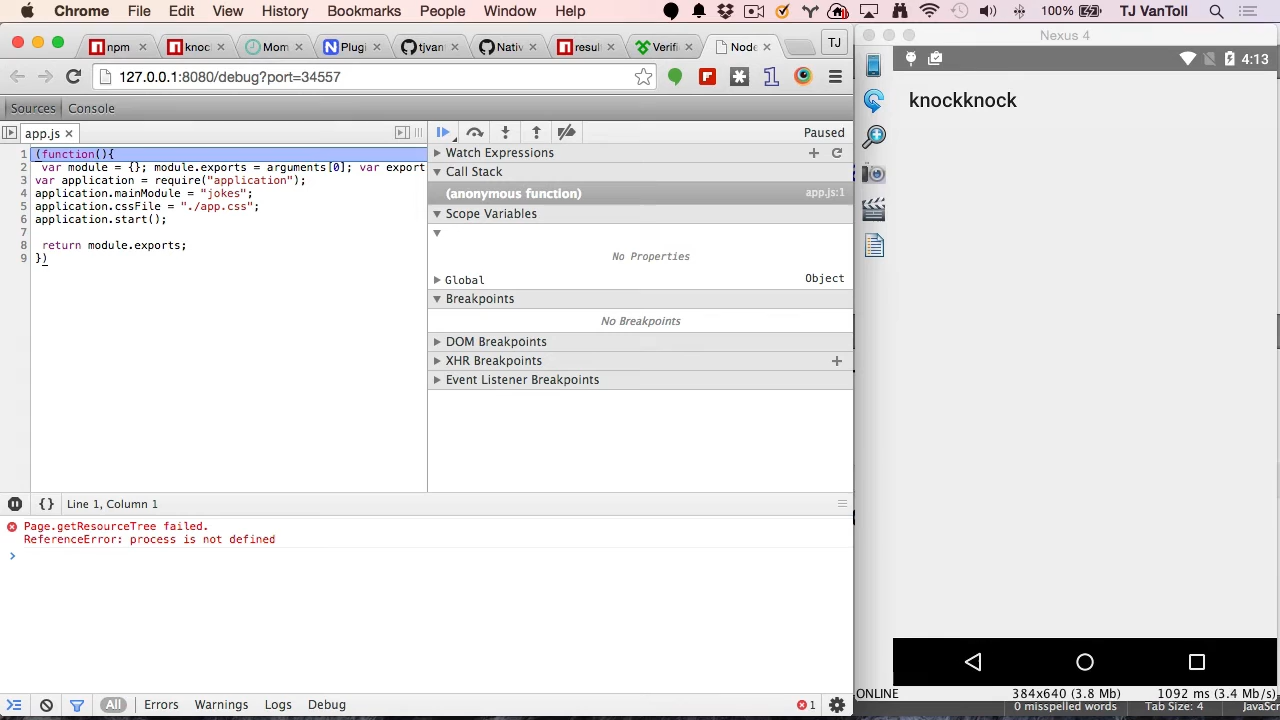 Chrome File Edit View History Bookmarks People Window Help 100% TJ VanToll
npm knoc Mom Plugi tjvan Nativ resul Verifi Node TJ
127.0.0.1:8080/debug?port=34557
Sources Console
app.js
Paused
1 (function(){
2 var module = {}; module.exports = arguments[0]; var export
3 var application = require("application");
4 application.mainModule = "jokes";
5 application.cssFile = "./app.css";
6 application.start();
7
8 return module.exports;
9 })
Watch Expressions
Call Stack
(anonymous function) app.js:1
Scope Variables
No Properties
Global Object
Breakpoints
No Breakpoints
DOM Breakpoints
XHR Breakpoints
Event Listener Breakpoints
{} Line 1, Column 1
Page.getResourceTree failed.
ReferenceError: process is not defined
>
All Errors Warnings Logs Debug 1
Nexus 4
4:13
knockknock
ONLINE 384x640 (3.8 Mb) 1092 ms (3.4 M/s)
0 misspelled words Tab Size: 4